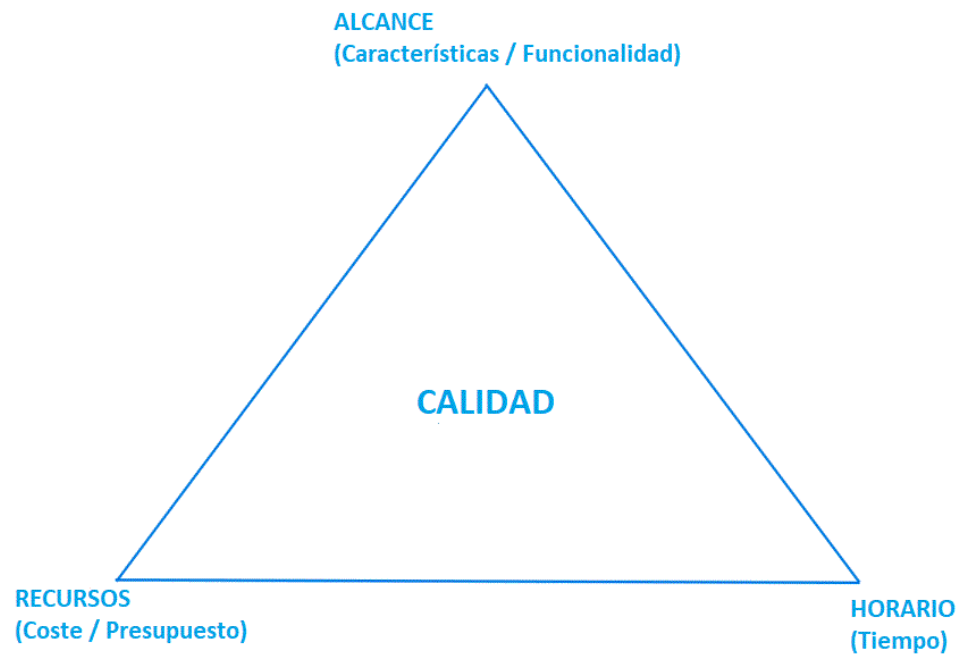 ALCANCE
(Características / Funcionalidad)
CALIDAD
RECURSOS
(Coste / Presupuesto)
HORARIO
(Tiempo)